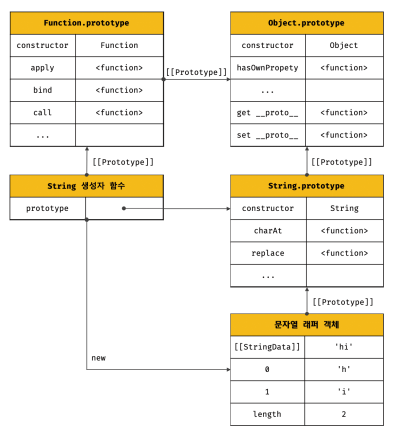 Function.prototype
constructor Function
apply <function>
bind <function>
call <function>
...
[[Prototype]]
Object.prototype
constructor Object
hasOwnPropety <function>
...
get __proto__ <function>
set __proto__ <function>
[[Prototype]]
[[Prototype]]
String 생성자 함수
prototype
String.prototype
constructor String
charAt <function>
replace <function>
...
[[Prototype]]
new
문자열 래퍼 객체
[[StringData]] 'hi'
0 'h'
1 'i'
length 2